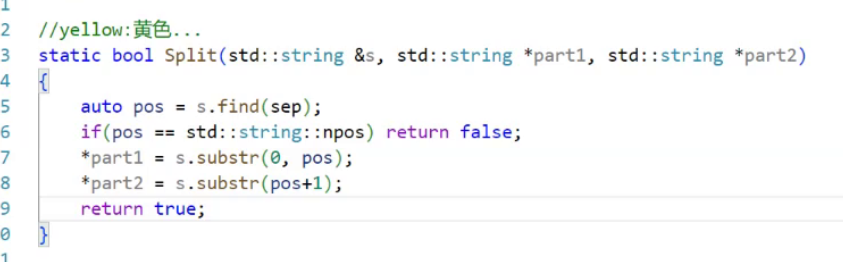 1
2 //yellow:黄色...
3 static bool Split(std::string &s, std::string *part1, std::string *part2)
4 {
5     auto pos = s.find(sep);
6     if(pos == std::string::npos) return false;
7     *part1 = s.substr(0, pos);
8     *part2 = s.substr(pos+1);
9     return true;
0 }
1